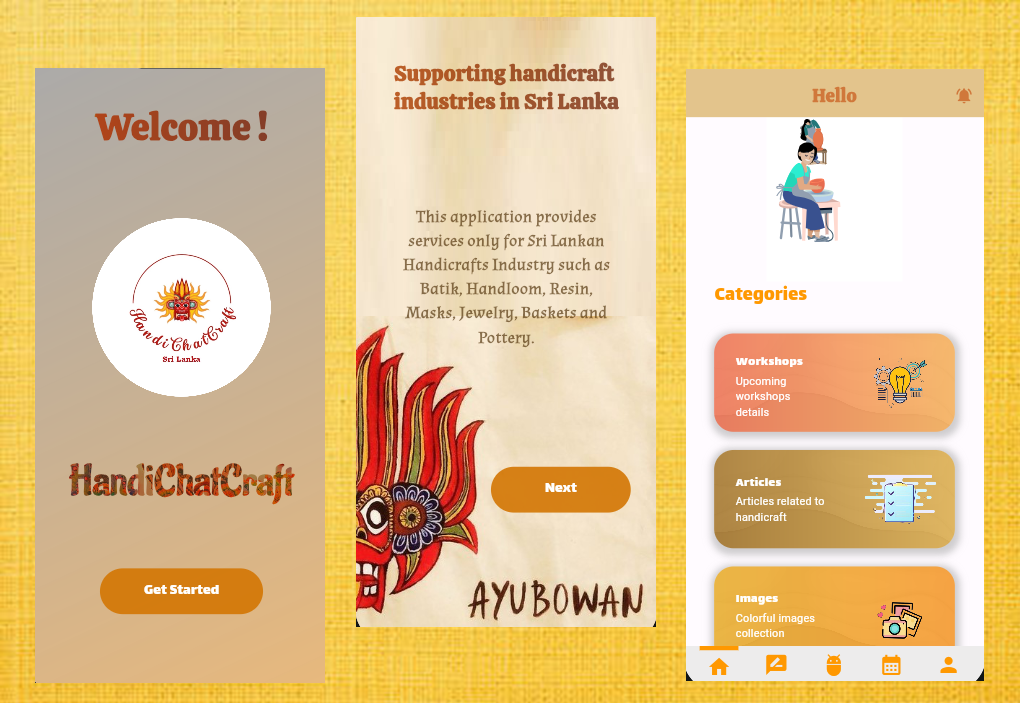 Welcome !
HandiChatCraft
Sri Lanka
HandiChatCraft
Get Started
Supporting handicraft
industries in Sri Lanka
This application provides
services only for Sri Lankan
Handicrafts Industry such as
Batik, Handloom, Resin,
Masks, Jewelry, Baskets and
Pottery.
Next
AYUBOWAN
Hello
Categories
Workshops
Upcoming
workshops
details
Articles
Articles related to
handicraft
Images
Colorful images
collection